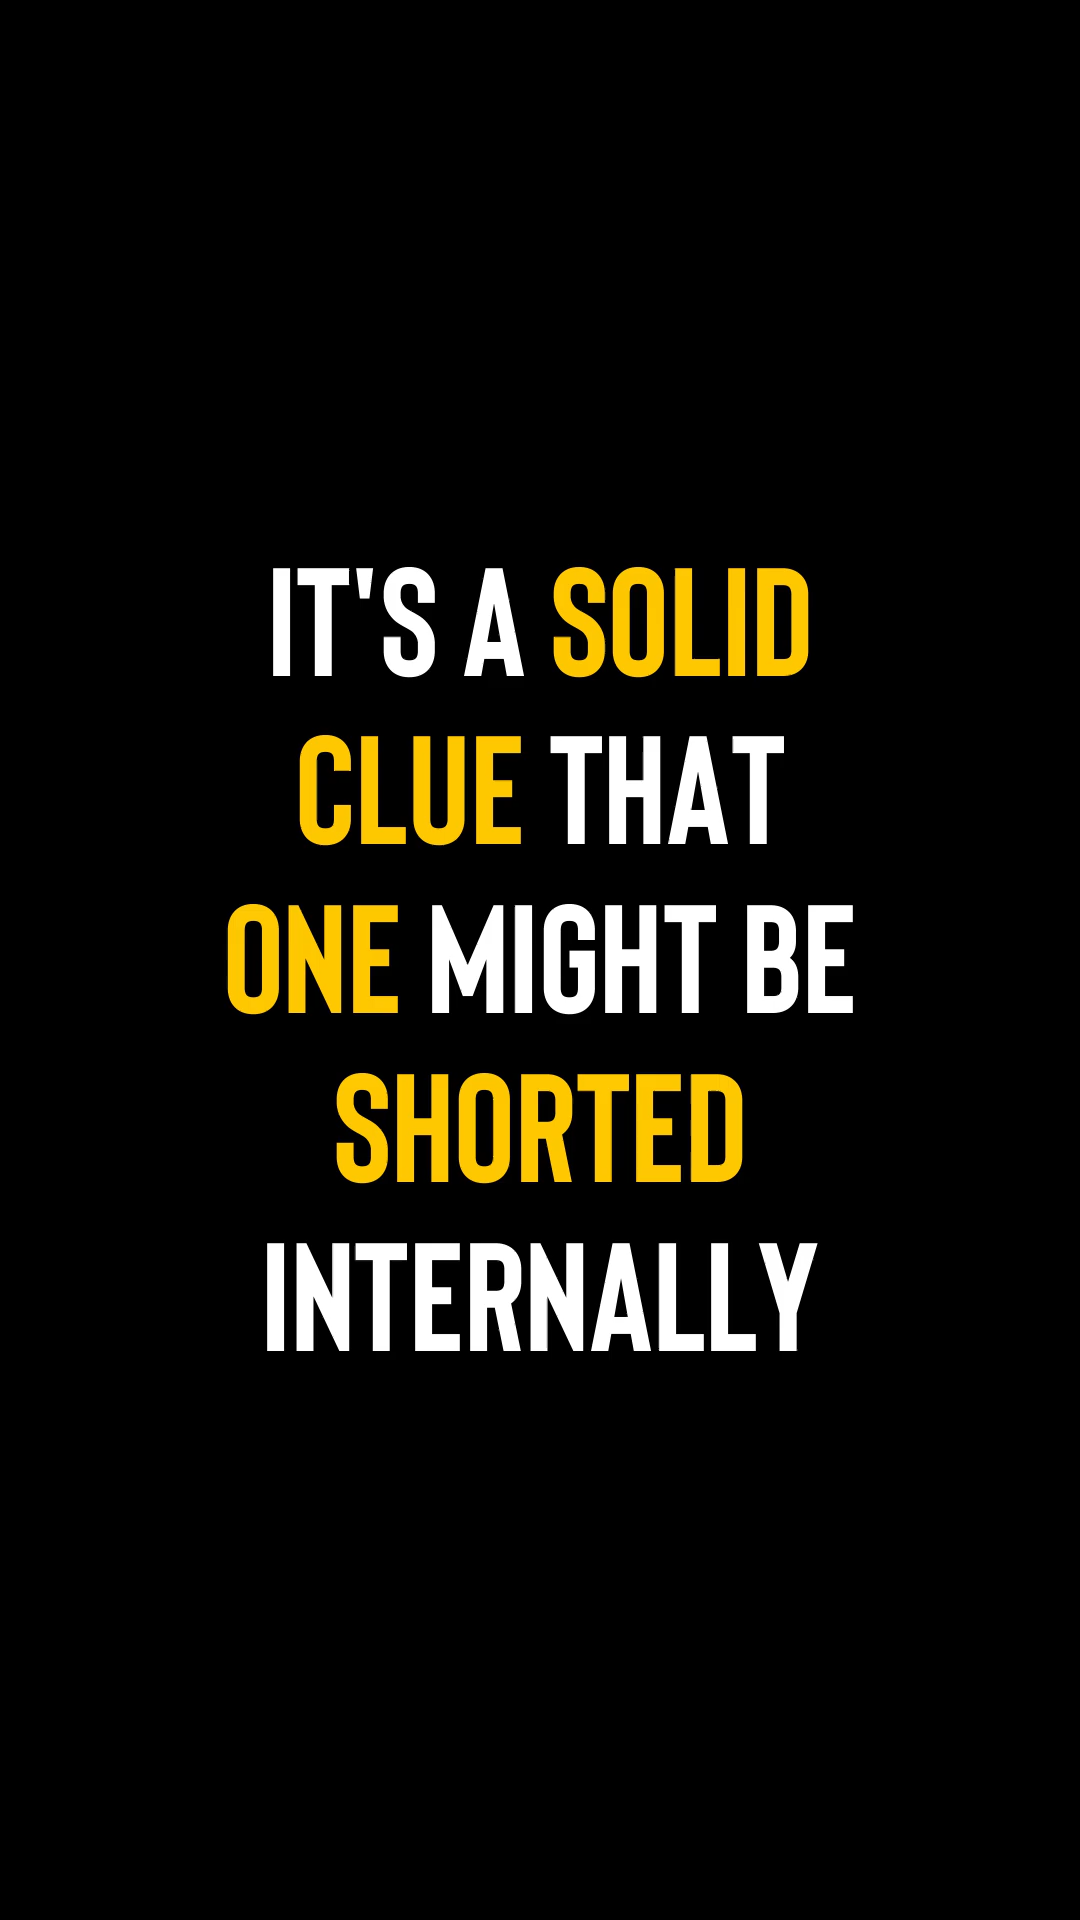 IT'S A SOLID
CLUE THAT
ONE MIGHT BE
SHORTED
INTERNALLY